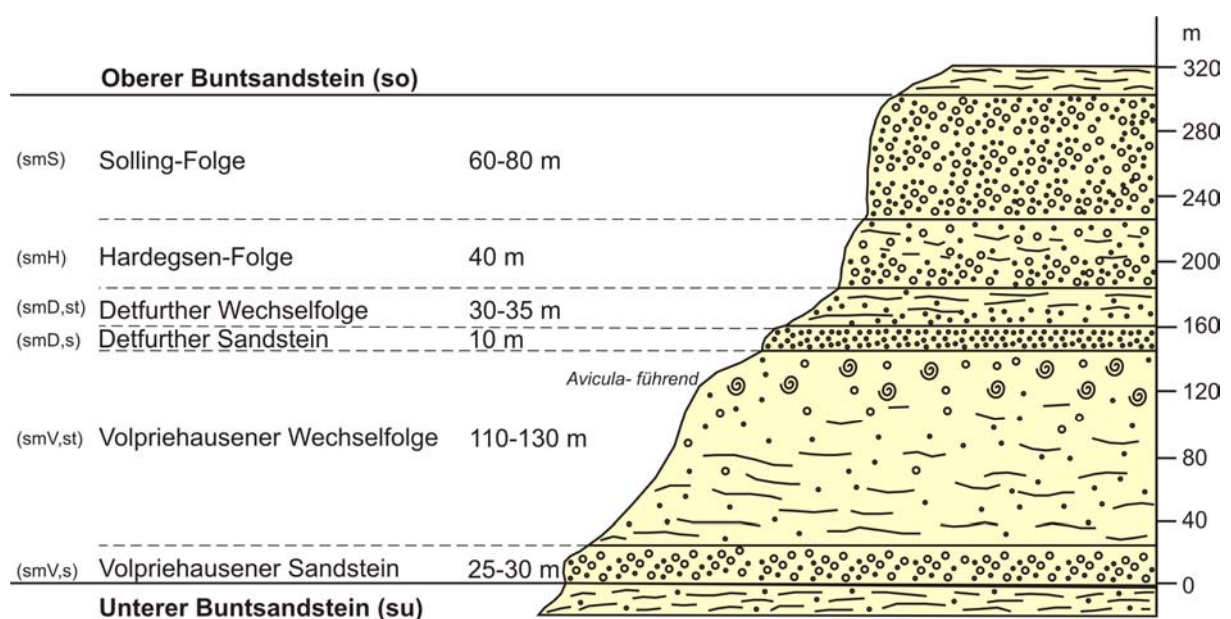 m
320
Oberer Buntsandstein (so)
280
(smS) Solling-Folge 60-80 m
240
(smH) Hardegsen-Folge 40 m
200
(smD,st) Detfurther Wechselfolge 30-35 m
160
(smD,s) Detfurther Sandstein 10 m
Avicula- führend
120
(smV,st) Volpriehausener Wechselfolge 110-130 m
80
40
(smV,s) Volpriehausener Sandstein 25-30 m
0
Unterer Buntsandstein (su)